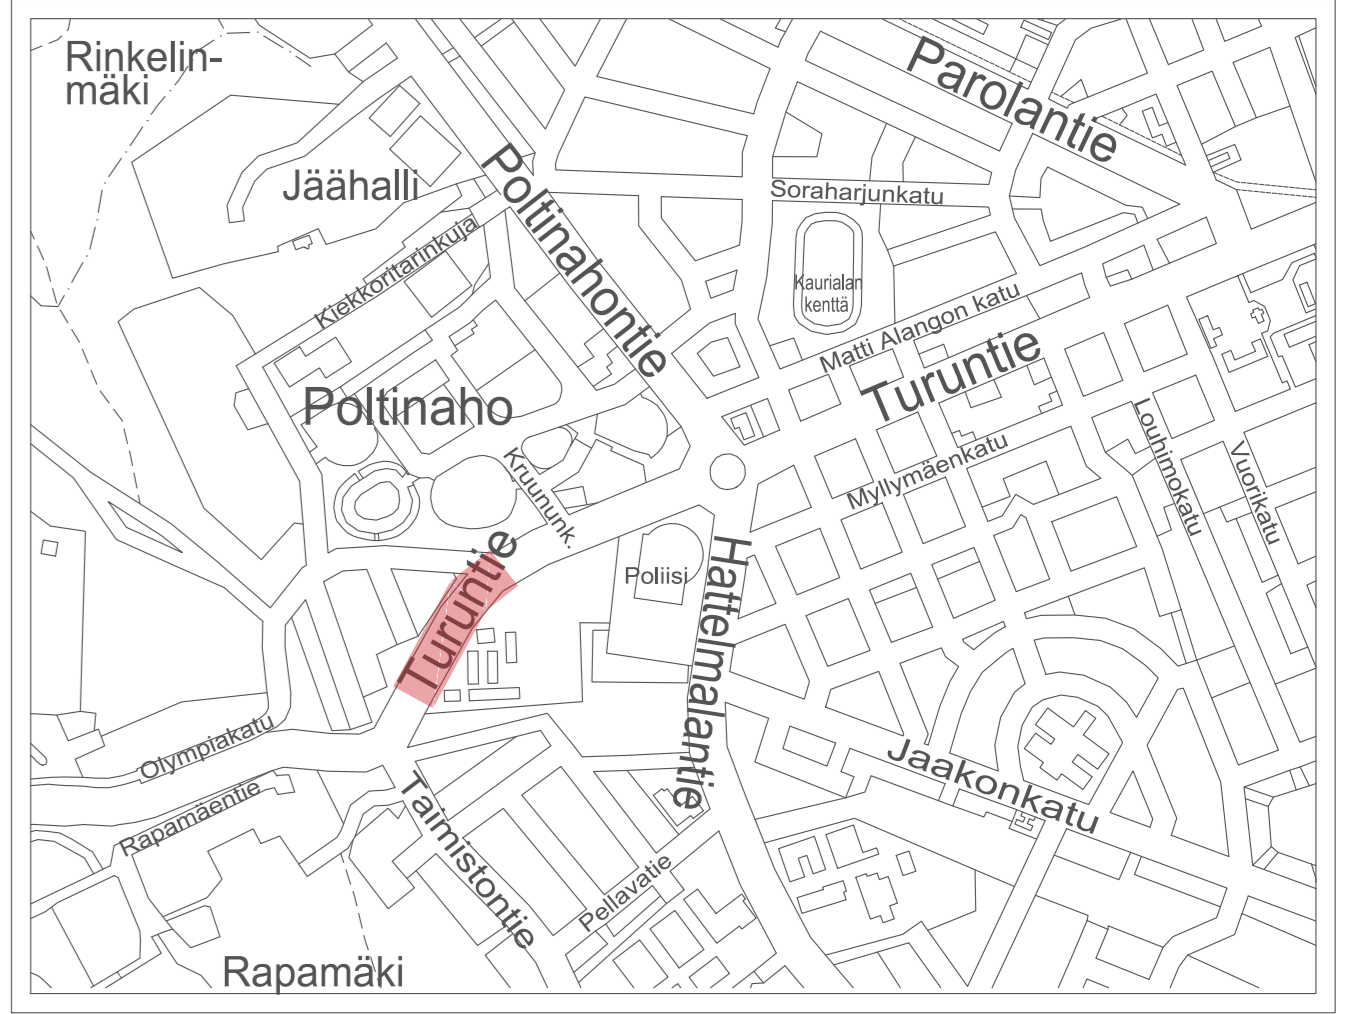 Rinkelin-
mäki
Parolantie
Jäähalli
Poltinahontie
Soraharjunkatu
Kiekkoritarinkuja
Kaurialan
kenttä
Matti Alangon katu
Turuntie
Poltinaho
Louhimokatu
Vuorikatu
Myllymäenkatu
Kruununk.
Turuntie
Poliisi
Hattelmalantie
Olympiakatu
Jaakonkatu
Rapamäentie
Taimistontie
Pellavatie
Rapamäki